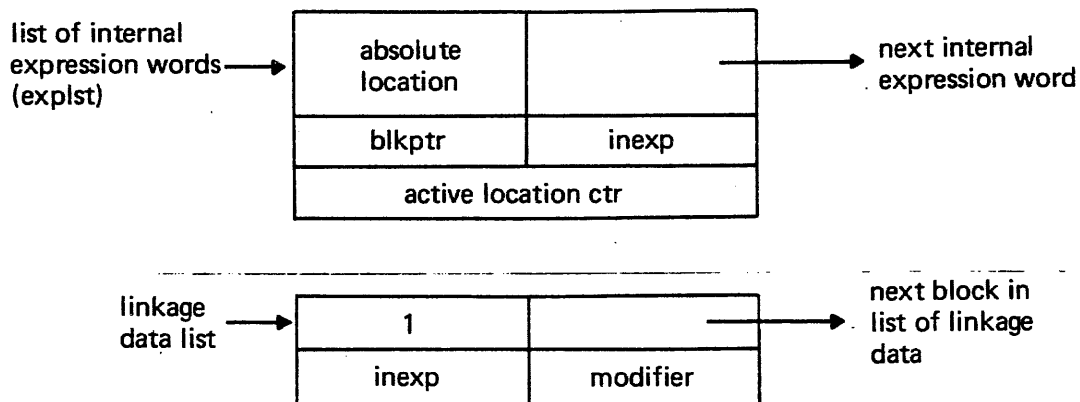 list of internal
expression words
(explst)
absolute
location
next internal
expression word
blkptr
inexp
active location ctr
linkage
data list
1
next block in
list of linkage
data
inexp
modifier